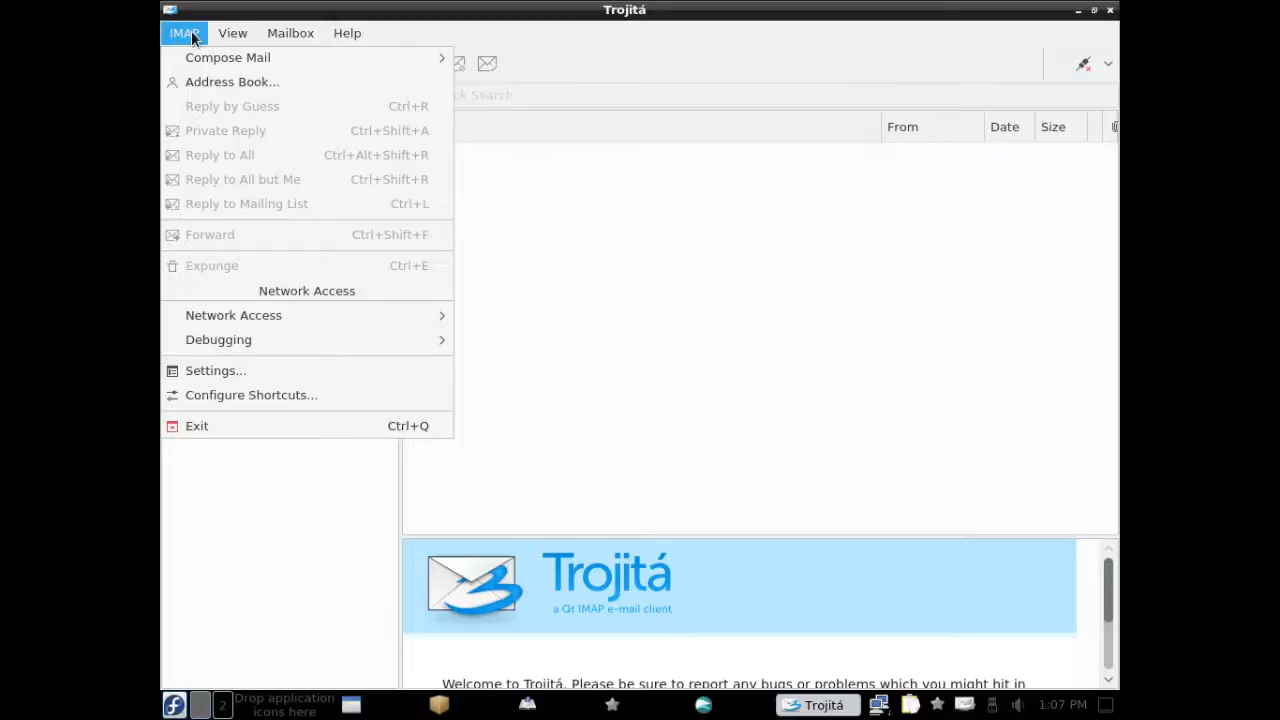 Trojitá
IMAP View Mailbox Help
Compose Mail
Address Book...
ck Search
Reply by Guess Ctrl+R
Private Reply Ctrl+Shift+A
From Date Size
Reply to All Ctrl+Alt+Shift+R
Reply to All but Me Ctrl+Shift+R
Reply to Mailing List Ctrl+L
Forward Ctrl+Shift+F
Expunge Ctrl+E
Network Access
Network Access
Debugging
Settings...
Configure Shortcuts...
Exit Ctrl+Q
Trojitá
a Qt IMAP e-mail client
Welcome to Trojitá. Please be sure to report any bugs or problems which you might hit in
2
Drop application
icons here
Trojitá
1:07 PM